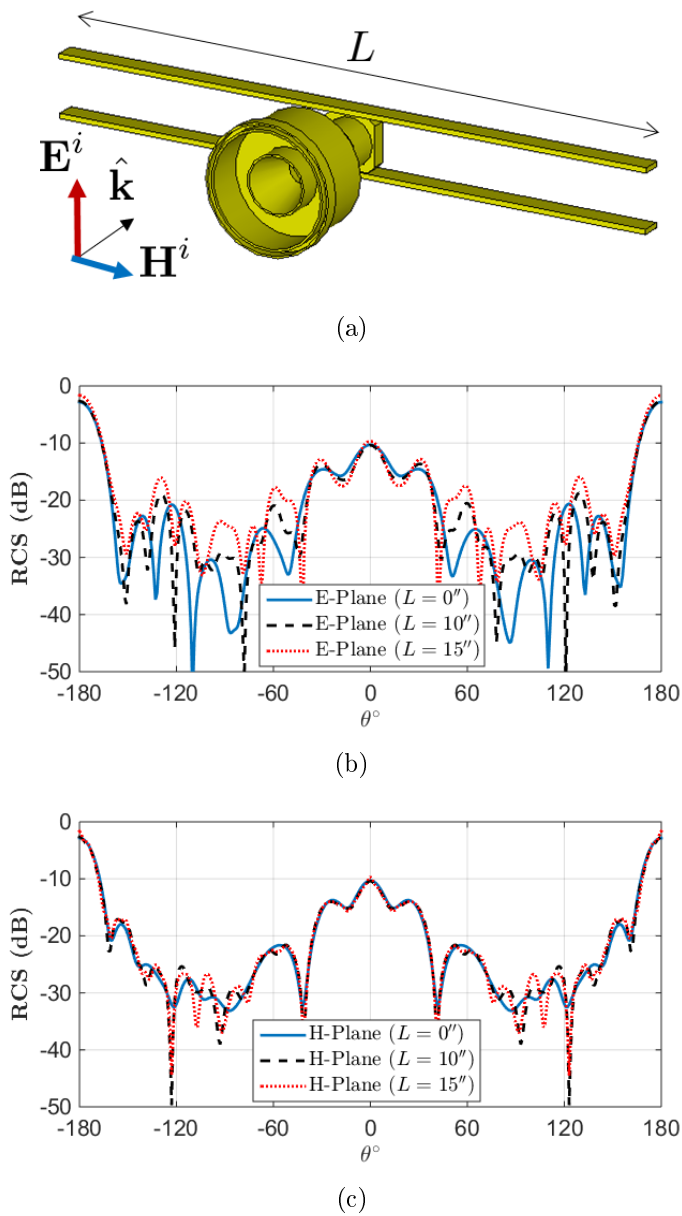 L
E^i
k̂
H^i
(a)
0
-10
-20
-30
-40
-50
RCS (dB)
E-Plane (L = 0″)
E-Plane (L = 10″)
E-Plane (L = 15″)
-180 -120 -60 0 60 120 180
θ°
(b)
0
-10
-20
-30
-40
-50
RCS (dB)
H-Plane (L = 0″)
H-Plane (L = 10″)
H-Plane (L = 15″)
-180 -120 -60 0 60 120 180
θ°
(c)